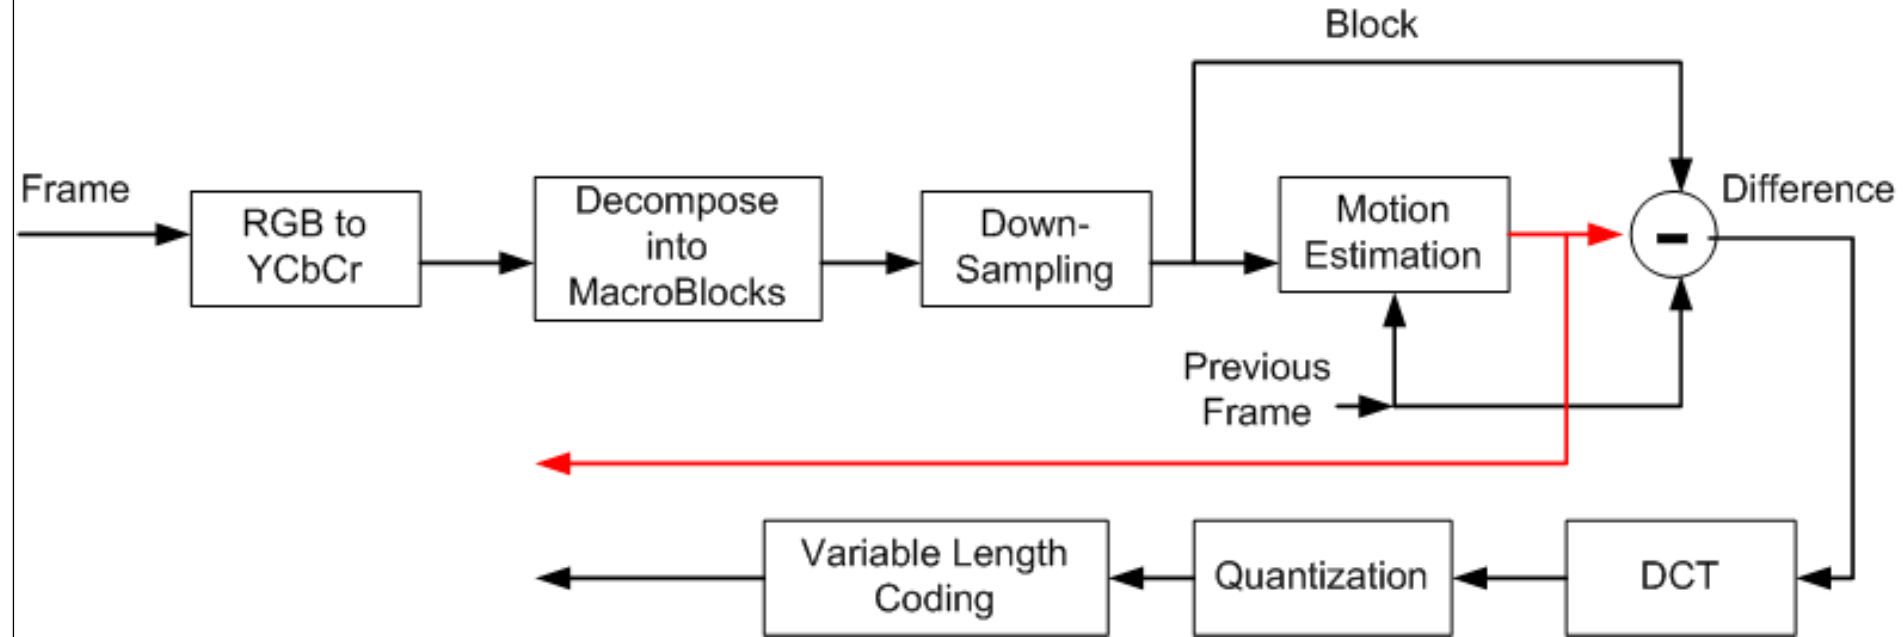 Block
Frame
RGB to
YCbCr
Decompose
into
MacroBlocks
Down-
Sampling
Motion
Estimation
-
Difference
Previous
Frame
Variable Length
Coding
Quantization
DCT